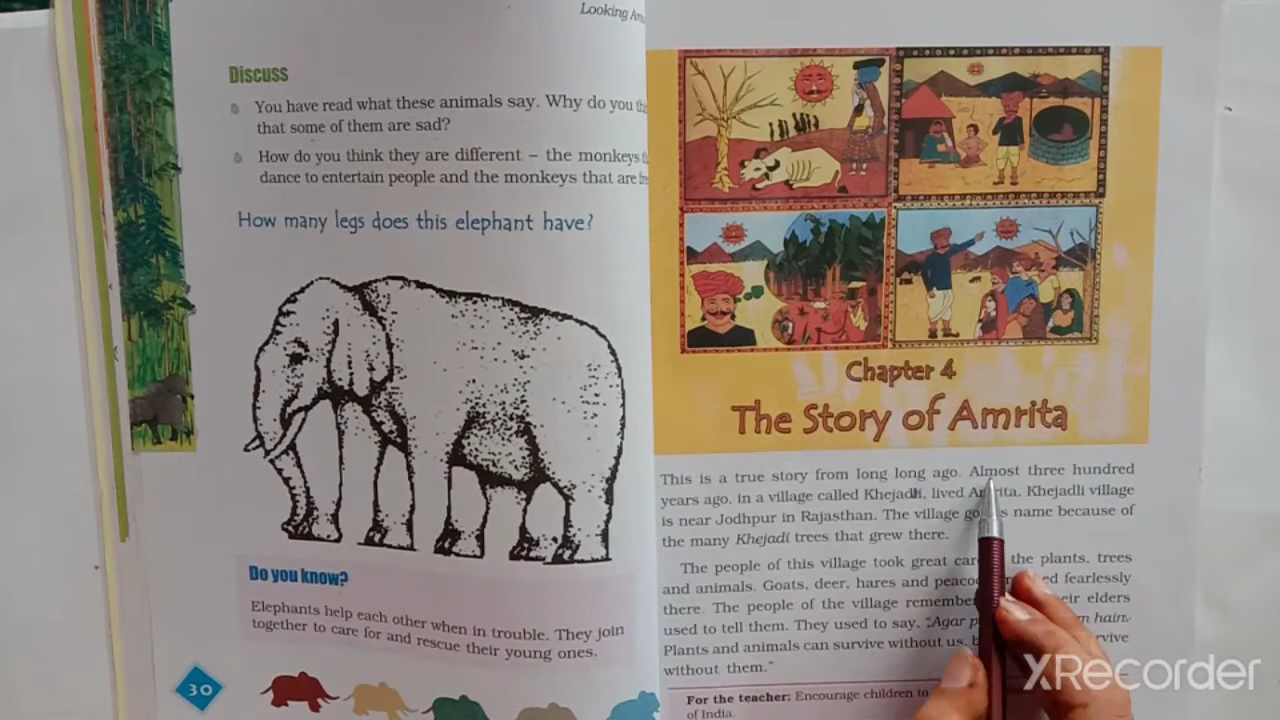 Looking
Discuss
You have read what these animals say. Why do you
that some of them are sad?
How do you think they are different – the monkeys
dance to entertain people and the monkeys that are
How many legs does this elephant have?
Do you know?
Elephants help each other when in trouble. They join
together to care for and rescue their young ones.
30
Chapter 4
The Story of Amrita
This is a true story from long long ago. Almost three hundred
years ago, in a village called Khejadli, lived Amrita. Khejadli village
is near Jodhpur in Rajasthan. The village name because of
the many Khejadi trees that grew there.
The people of this village took great the plants, trees
and animals. Goats, deer, hares and fearlessly
there. The people of the village elders
used to tell them. They used to say, "Agar hain.
Plants and animals can survive without us,
without them."
For the teacher: Encourage children to
of India.
XRecorder